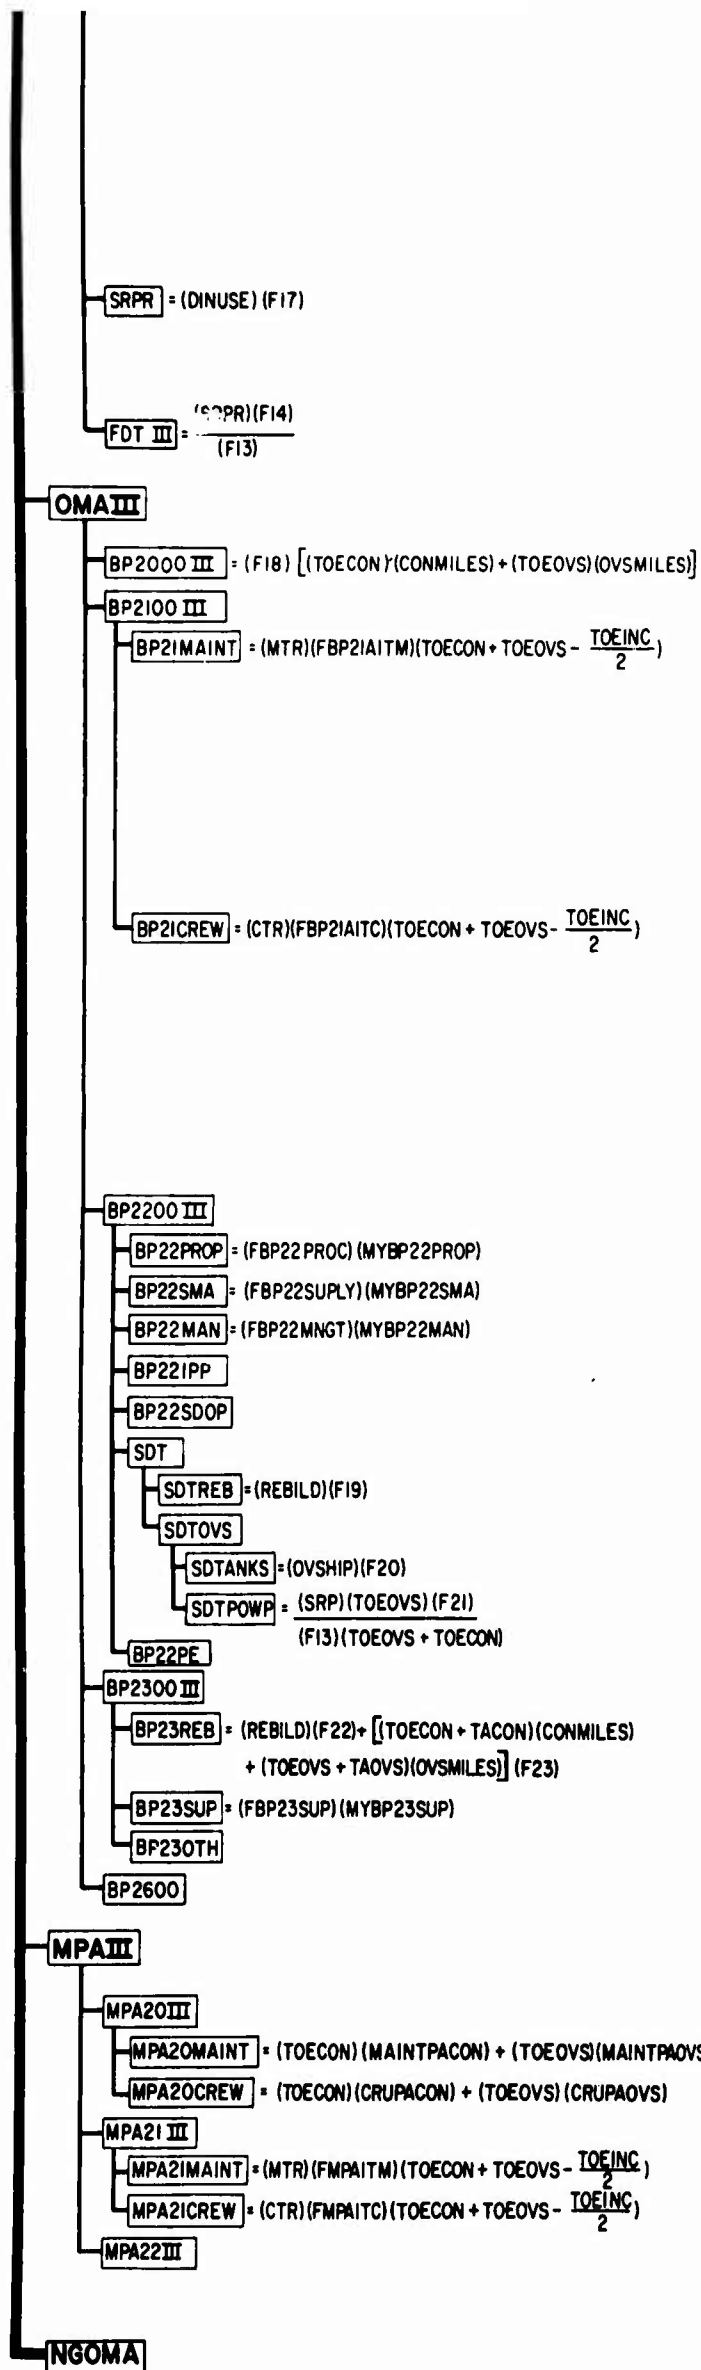 SRPR = (DINUSE) (F17)
(F14)
FDT III =
(F13)
OMA III
BP2000 III = (F18) [(TOECON)(CONMILES) + (TOEOVS)(OVSMILES)]
BP2100 III
BP21MAINT = (MTR)(FBP21AITM)(TOECON + TOEOVS - TOEINC/2)
BP21CREW = (CTR)(FBP21AITC)(TOECON + TOEOVS - TOEINC/2)
BP2200 III
BP22PROP = (FBP22PROC) (MYBP22PROP)
BP22SMA = (FBP22SUPLY)(MYBP22SMA)
BP22MAN = (FBP22MNGT)(MYBP22MAN)
BP22IPP
BP22SDOP
SDT
SDTREB = (REBILD)(F19)
SDTOVS
SDTANKS = (OVSHIP)(F20)
SDTPOWP = (SRP)(TOEOVS)(F21)
(F13)(TOEOVS + TOECON)
BP22PE
BP2300 III
BP23REB = (REBILD)(F22)+ [(TOECON + TACON)(CONMILES)
+ (TOEOVS + TAOVS)(OVSMILES)] (F23)
BP23SUP = (FBP23SUP)(MYBP23SUP)
BP23OTH
BP2600
MPA III
MPA20 III
MPA20MAINT = (TOECON) (MAINTPACON) + (TOEOVS)(MAINTPAOVS
MPA20CREW = (TOECON)(CRUPACON) + (TOEOVS) (CRUPAOVS)
MPA21 III
MPA21MAINT = (MTR)(FMPAITM)(TOECON + TOEOVS - TOEINC/2)
MPA21CREW = (CTR)(FMPAITC)(TOECON + TOEOVS - TOEINC/2)
MPA22 III
NGOMA